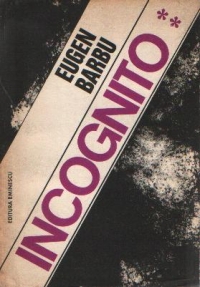 EUGEN
BARBU
INCOGNITO
**
EDITURA EMINESCU